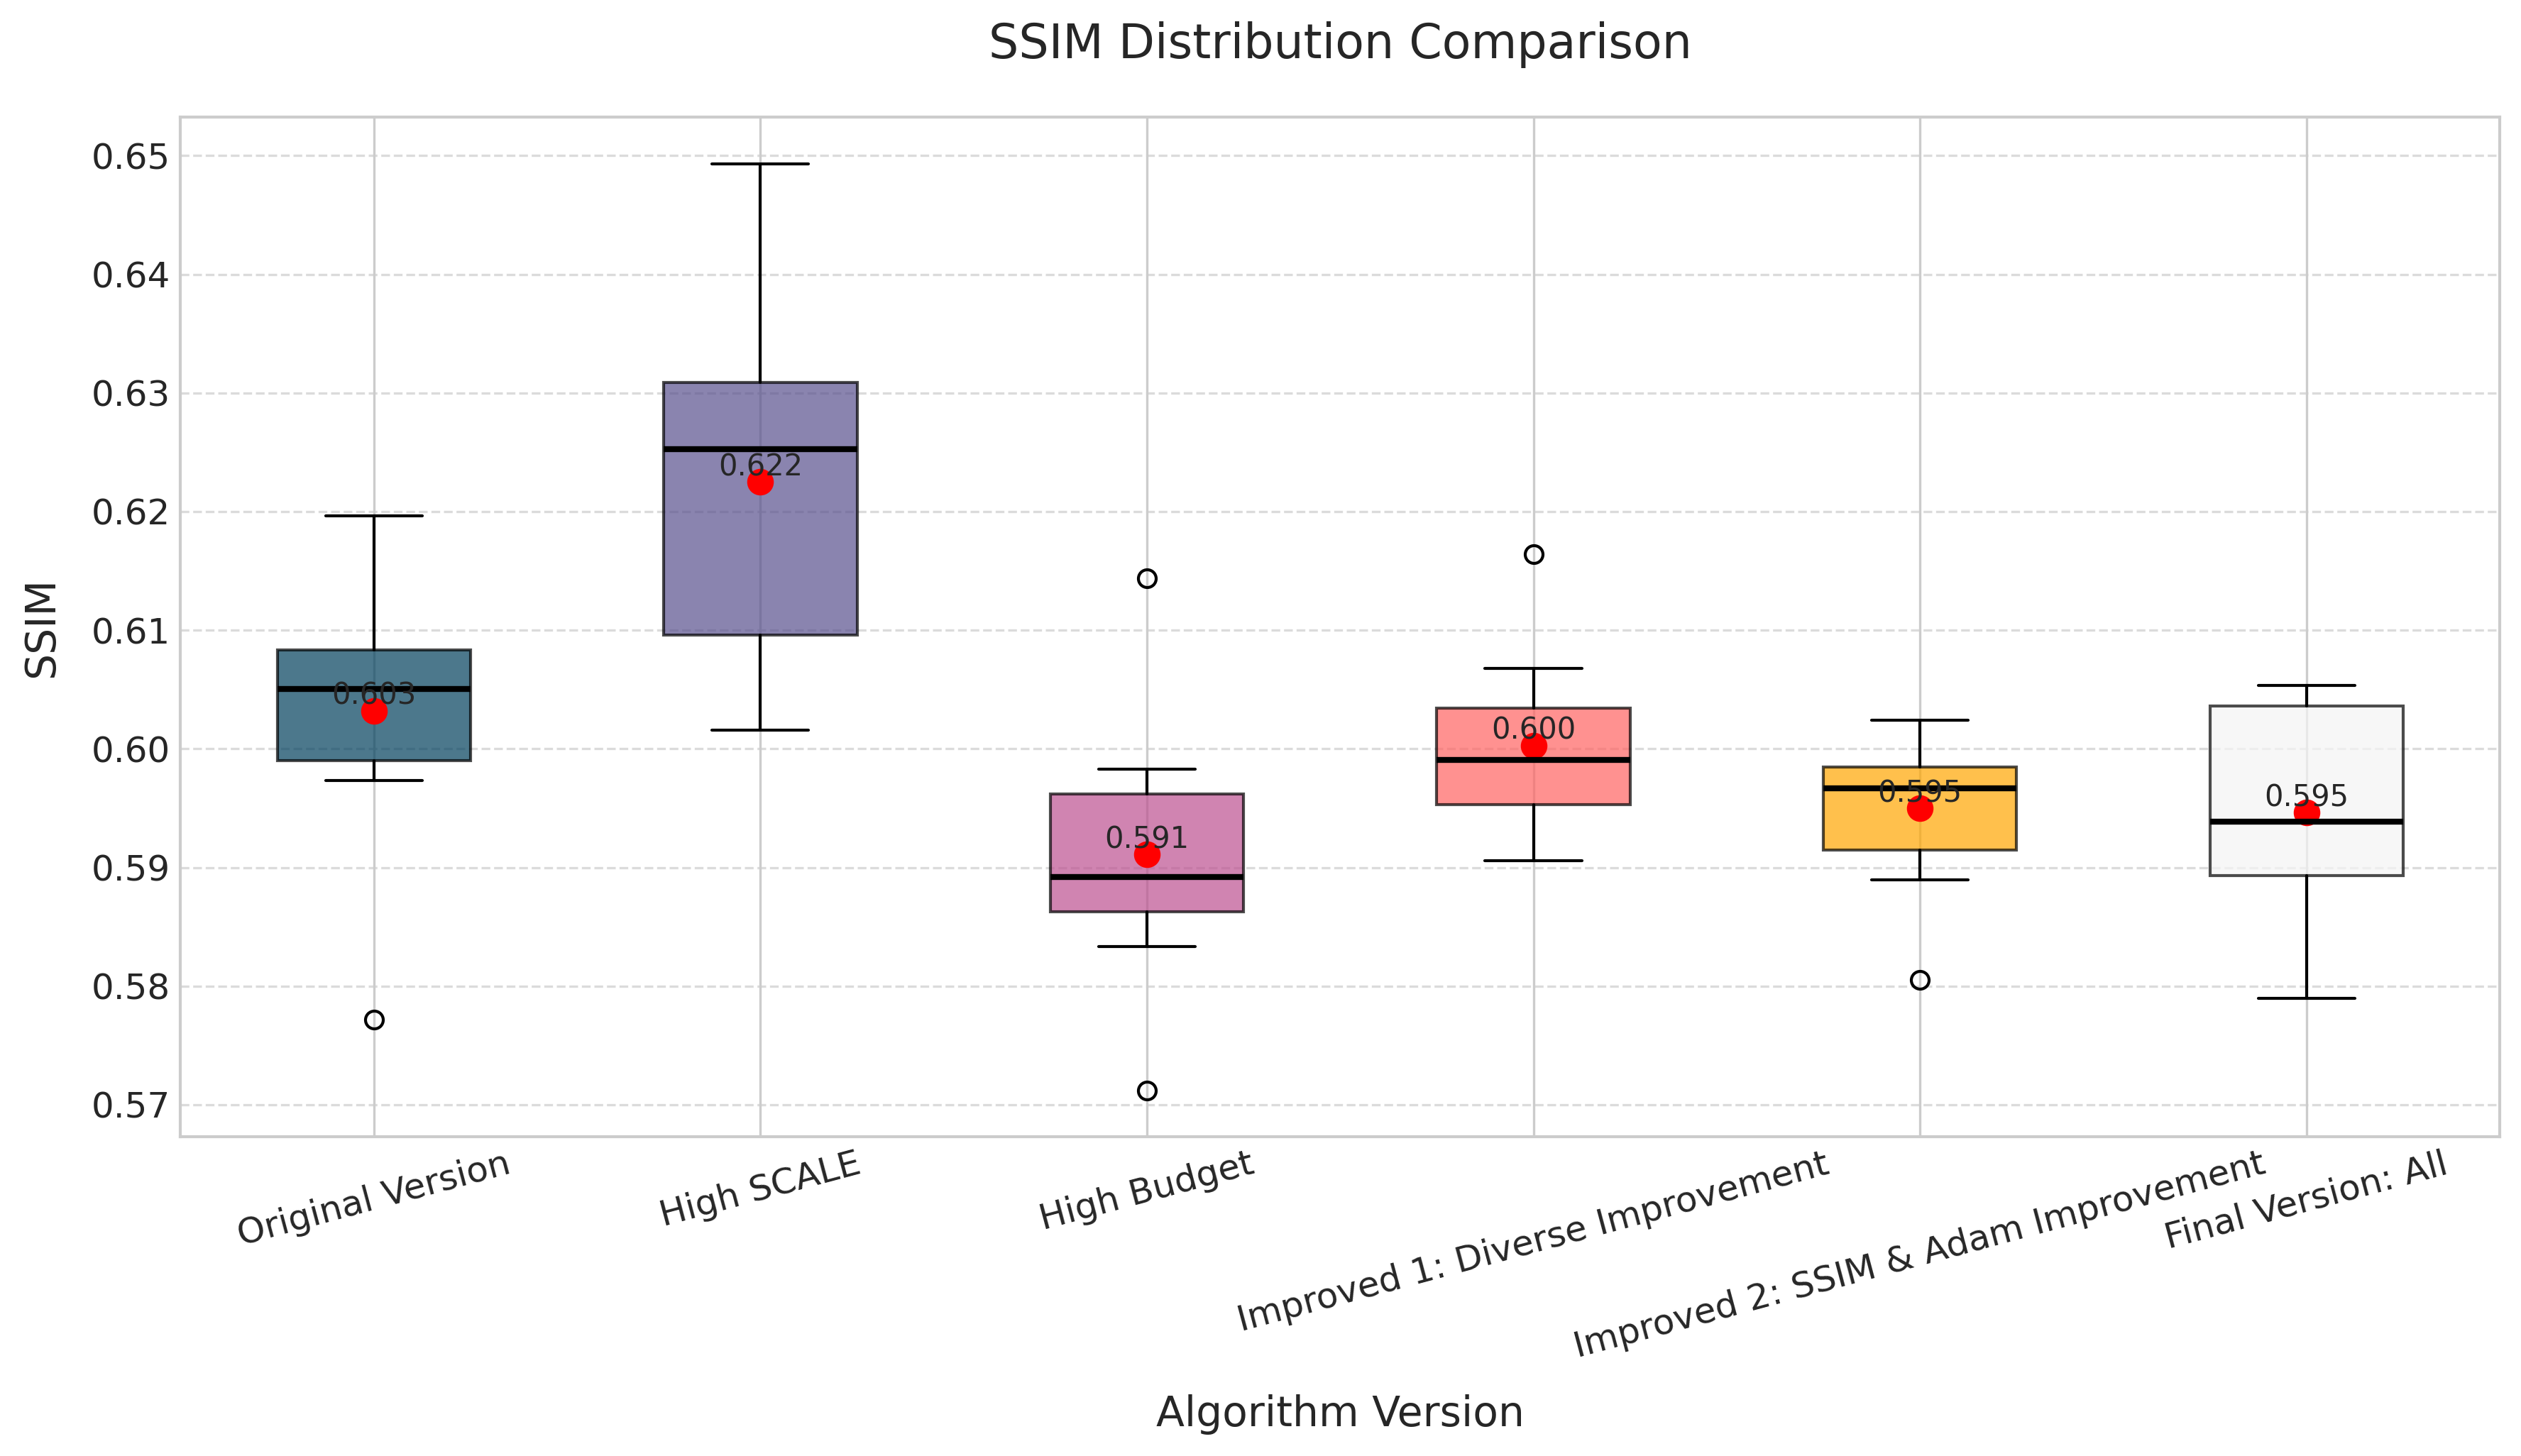 SSIM Distribution Comparison
SSIM
0.65
0.64
0.63
0.62
0.61
0.60
0.59
0.58
0.57
0.603
0.622
0.591
0.600
0.595
0.595
Original Version
High SCALE
High Budget
Improved 1: Diverse Improvement
Improved 2: SSIM & Adam Improvement
Final Version: All
Algorithm Version